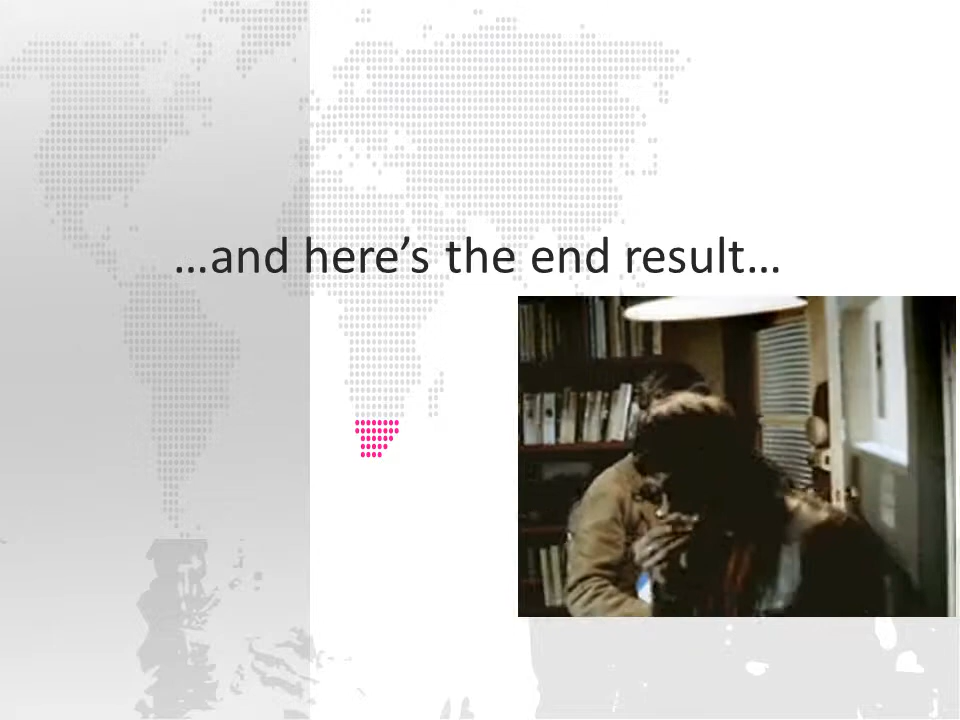 …and here’s the end result…